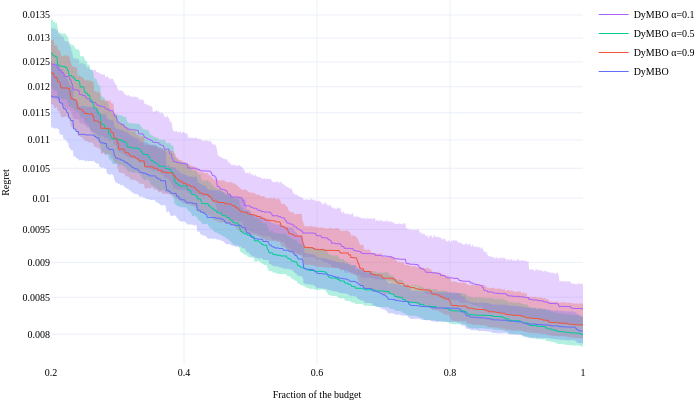 0.0135
0.013
0.0125
0.012
0.0115
0.011
0.0105
0.01
0.0095
0.009
0.0085
0.008
Regret
0.2
0.4
0.6
0.8
1
Fraction of the budget
DyMBO α=0.1
DyMBO α=0.5
DyMBO α=0.9
DyMBO